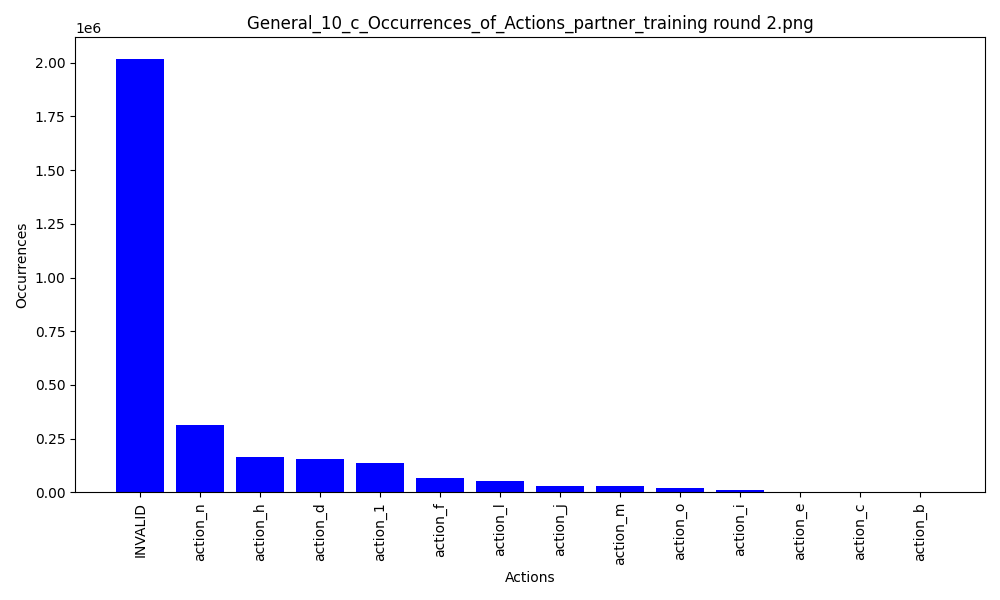 General_10_c_Occurrences_of_Actions_partner_training round 2.png
1e6
2.00
1.75
1.50
1.25
1.00
0.75
0.50
0.25
0.00
Occurrences
INVALID
action_n
action_h
action_d
action_1
action_f
action_l
action_j
action_m
action_o
action_i
action_e
action_c
action_b
Actions